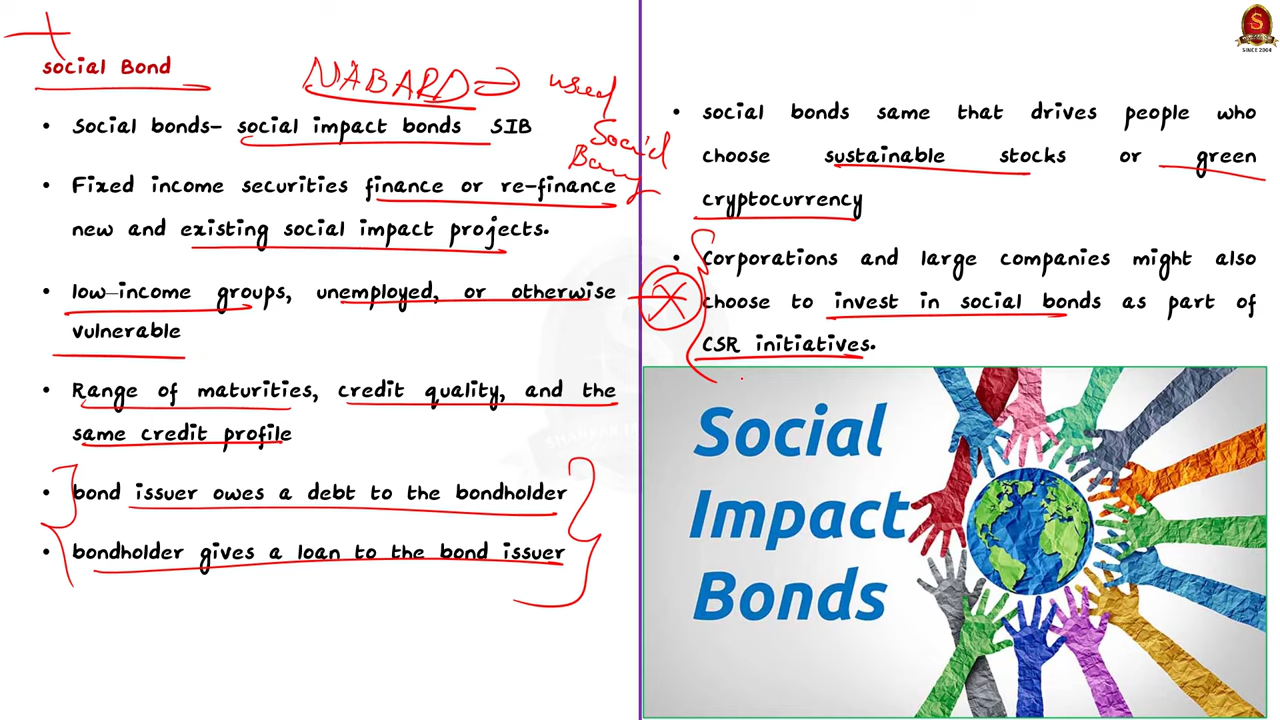 social Bond
NABARD → used
Social
• Social bonds- social impact bonds SIB
• Fixed income securities finance or re-finance
new and existing social impact projects.
• low-income groups, unemployed, or otherwise
vulnerable
• Range of maturities, credit quality, and the
same credit profile
• bond issuer owes a debt to the bondholder
• bondholder gives a loan to the bond issuer
S
SINCE 2004
• social bonds same that drives people who
choose sustainable stocks or green
cryptocurrency
• Corporations and large companies might also
choose to invest in social bonds as part of
CSR initiatives.
Social
Impact
Bonds